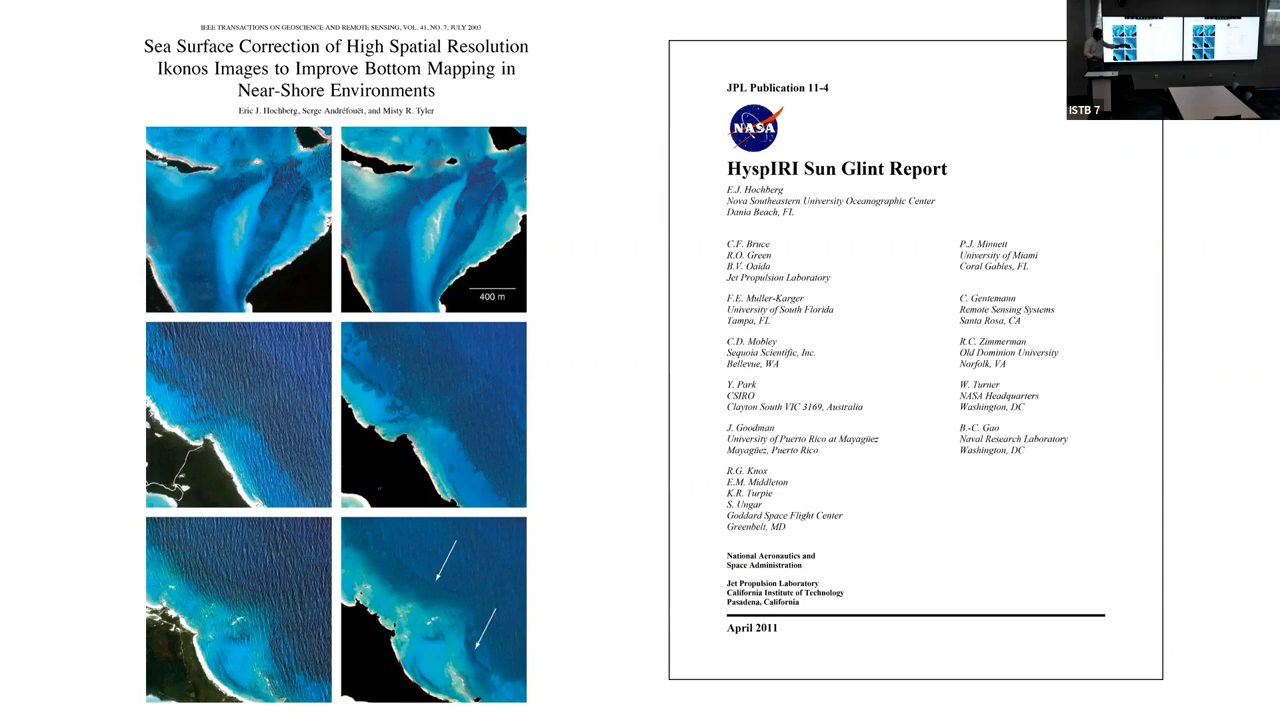 IEEE TRANSACTIONS ON GEOSCIENCE AND REMOTE SENSING, VOL. 41, NO. 7, JULY 2003
Sea Surface Correction of High Spatial Resolution
Ikonos Images to Improve Bottom Mapping in
Near-Shore Environments
Eric J. Hochberg, Serge Andréfouët, and Misty R. Tyler
400 m
JPL Publication 11-4
NASA
HyspIRI Sun Glint Report
E.J. Hochberg
Nova Southeastern University Oceanographic Center
Dania Beach, FL
C.F. Bruce
R.O. Green
B.V. Oaida
Jet Propulsion Laboratory
F.E. Muller-Karger
University of South Florida
Tampa, FL
C.D. Mobley
Sequoia Scientific, Inc.
Bellevue, WA
Y. Park
CSIRO
Clayton South VIC 3169, Australia
J. Goodman
University of Puerto Rico at Mayagüez
Mayagüez, Puerto Rico
R.G. Knox
E.M. Middleton
K.R. Turpie
S. Ungar
Goddard Space Flight Center
Greenbelt, MD
P.J. Minnett
University of Miami
Coral Gables, FL
C. Gentemann
Remote Sensing Systems
Santa Rosa, CA
R.C. Zimmerman
Old Dominion University
Norfolk, VA
W. Turner
NASA Headquarters
Washington, DC
B.-C. Gao
Naval Research Laboratory
Washington, DC
National Aeronautics and
Space Administration
Jet Propulsion Laboratory
California Institute of Technology
Pasadena, California
April 2011
ISTB 7